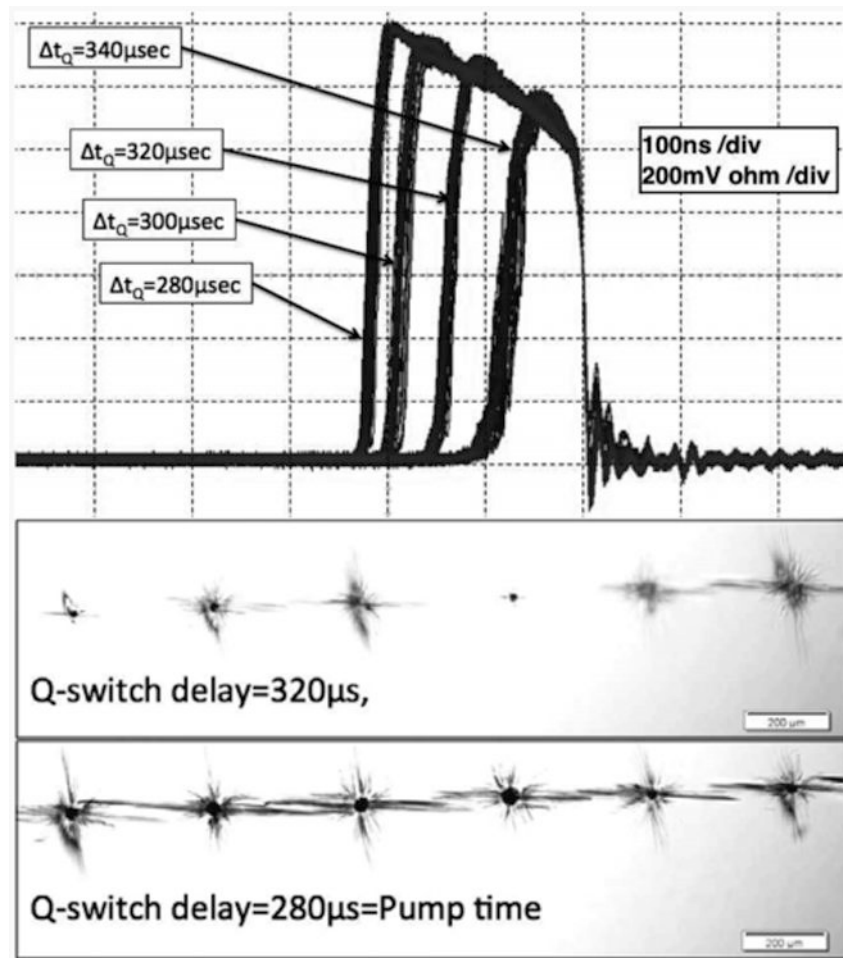 Δt_Q=340μsec
Δt_Q=320μsec
Δt_Q=300μsec
Δt_Q=280μsec
100ns /div
200mV ohm /div
Q-switch delay=320μs,
200 μm
Q-switch delay=280μs=Pump time
200 μm